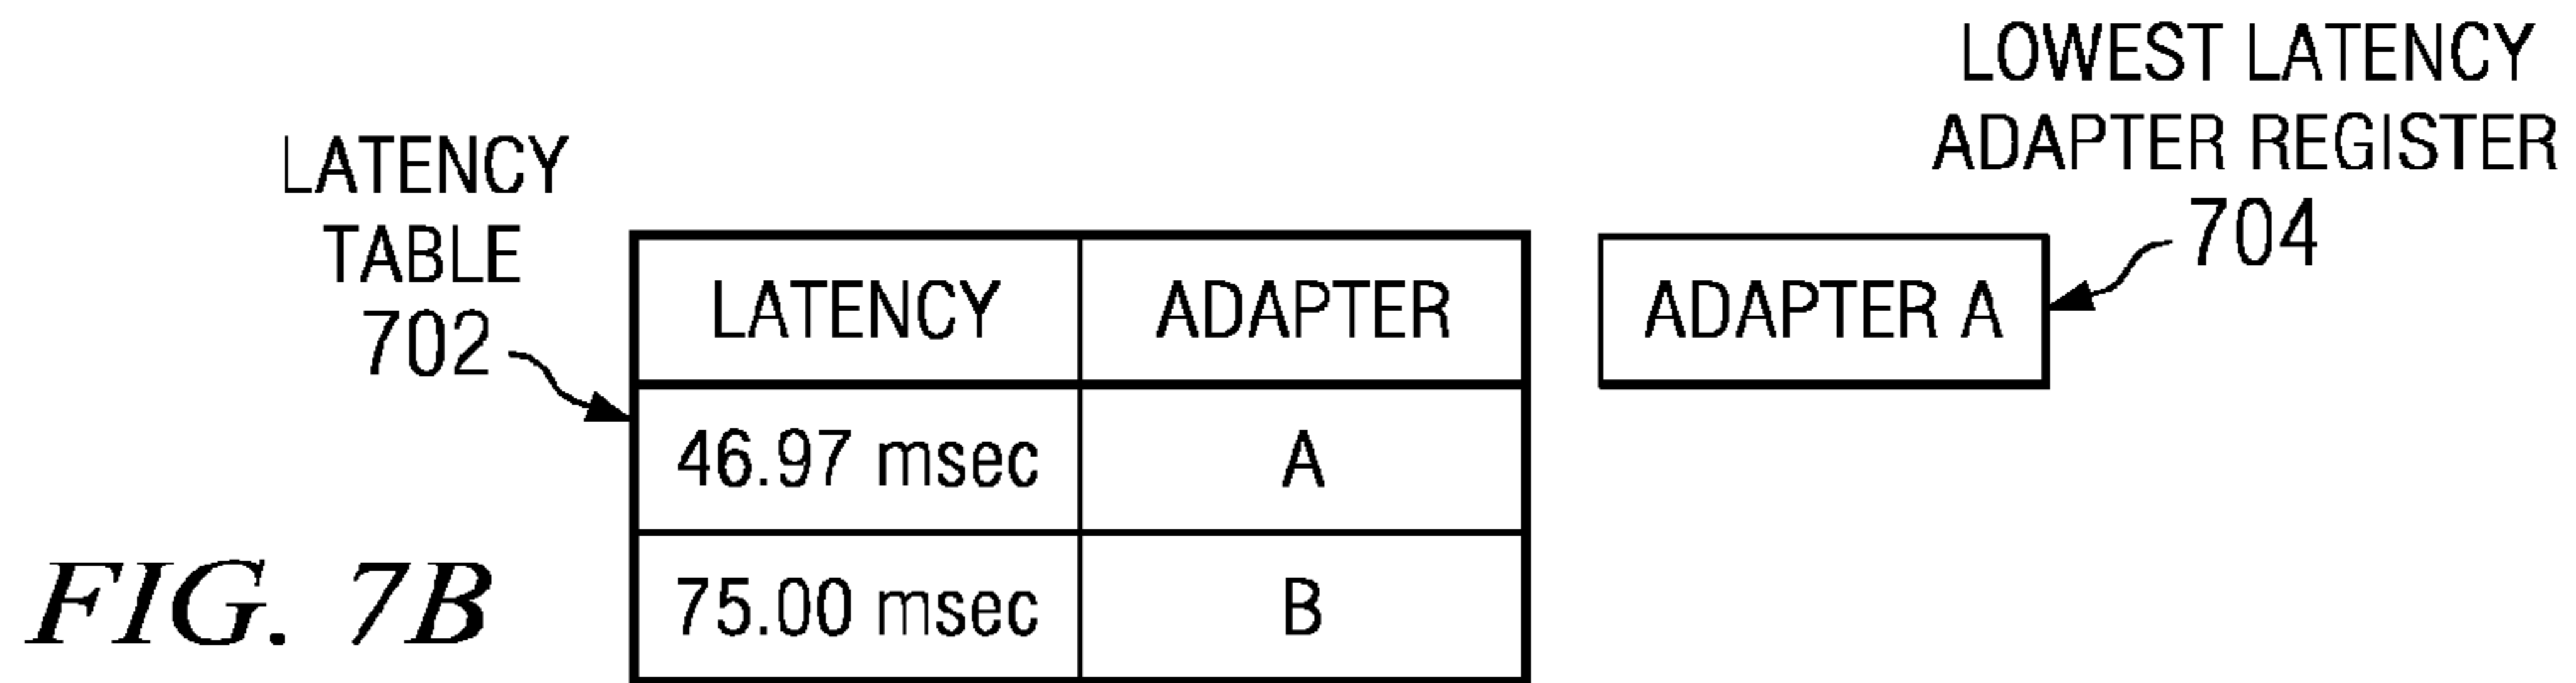 LOWEST LATENCY
ADAPTER REGISTER
704
LATENCY
TABLE
702
LATENCY ADAPTER
ADAPTER A
46.97 msec A
75.00 msec B
FIG. 7B